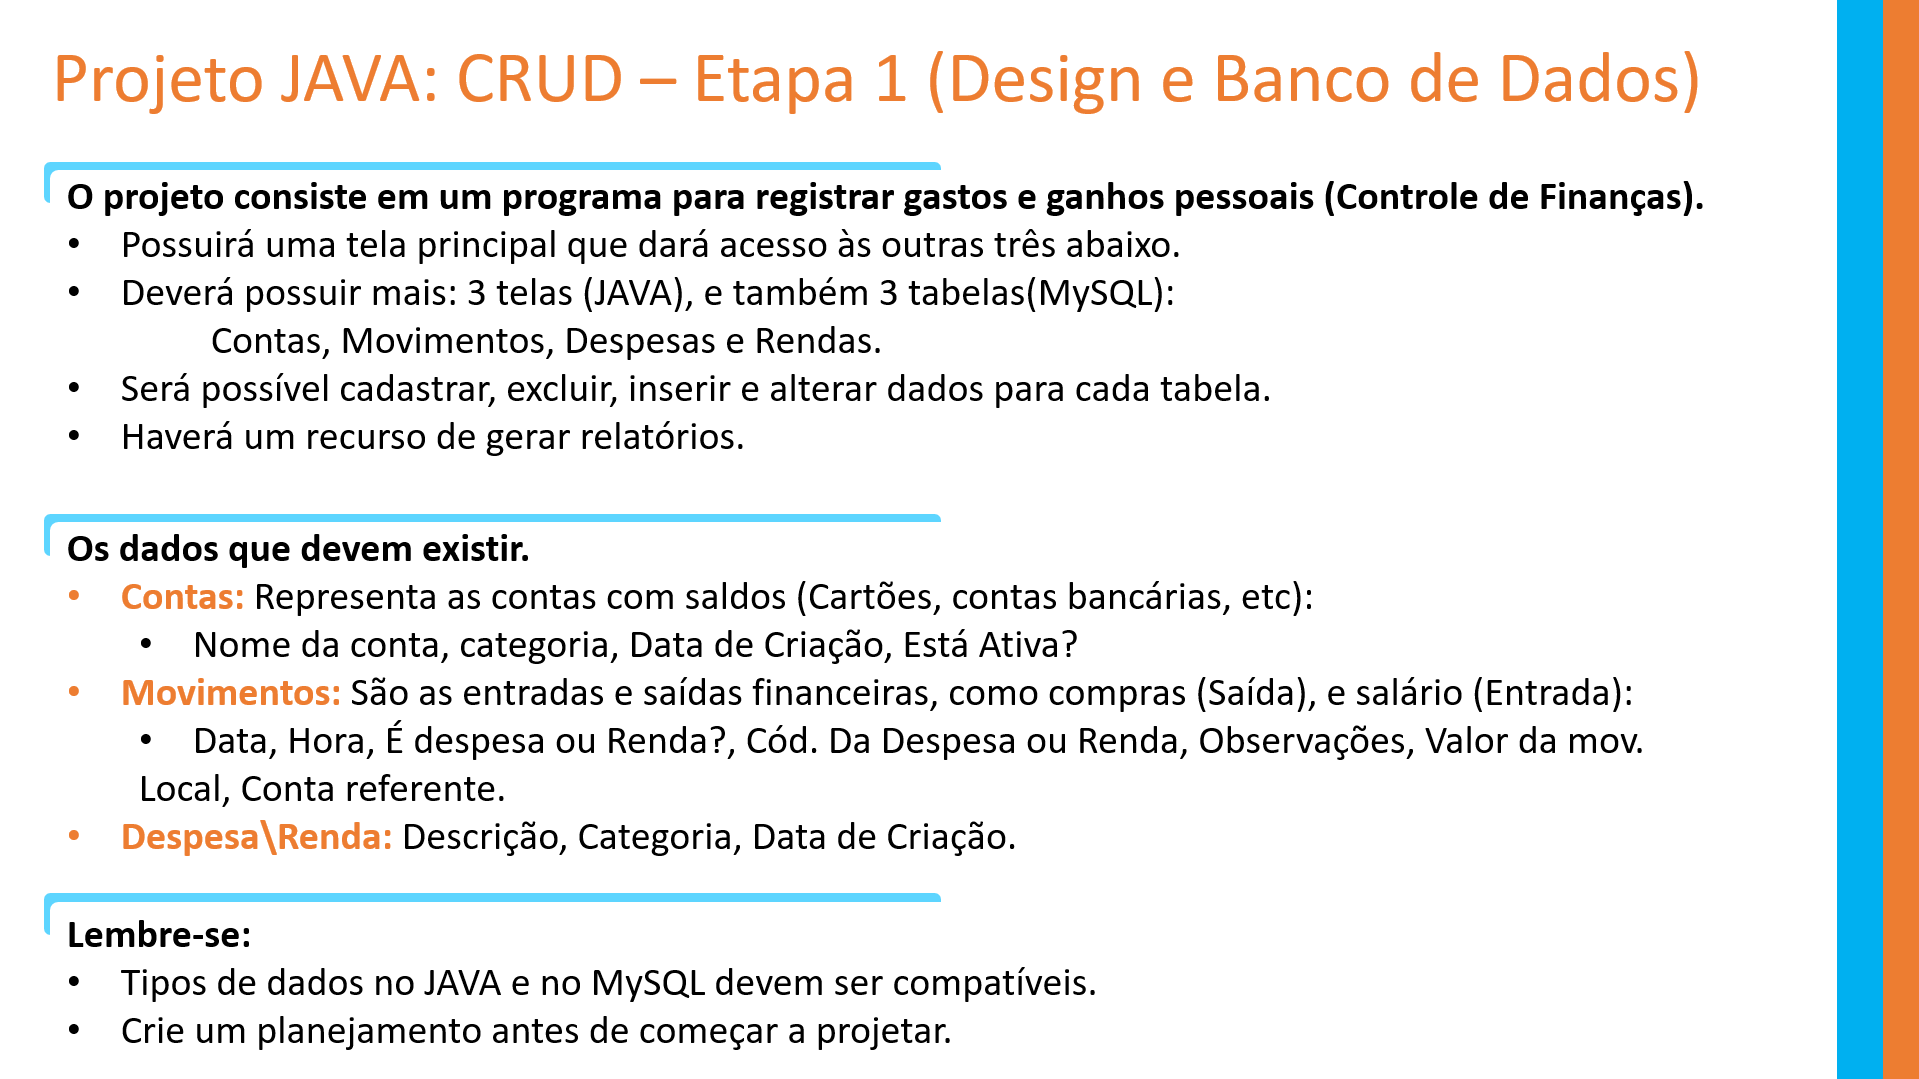 Projeto JAVA: CRUD – Etapa 1 (Design e Banco de Dados)
O projeto consiste em um programa para registrar gastos e ganhos pessoais (Controle de Finanças).
• Possuirá uma tela principal que dará acesso às outras três abaixo.
• Deverá possuir mais: 3 telas (JAVA), e também 3 tabelas(MySQL):
Contas, Movimentos, Despesas e Rendas.
• Será possível cadastrar, excluir, inserir e alterar dados para cada tabela.
• Haverá um recurso de gerar relatórios.
Os dados que devem existir.
• Contas: Representa as contas com saldos (Cartões, contas bancárias, etc):
• Nome da conta, categoria, Data de Criação, Está Ativa?
• Movimentos: São as entradas e saídas financeiras, como compras (Saída), e salário (Entrada):
• Data, Hora, É despesa ou Renda?, Cód. Da Despesa ou Renda, Observações, Valor da mov.
Local, Conta referente.
• Despesa\Renda: Descrição, Categoria, Data de Criação.
Lembre-se:
• Tipos de dados no JAVA e no MySQL devem ser compatíveis.
• Crie um planejamento antes de começar a projetar.